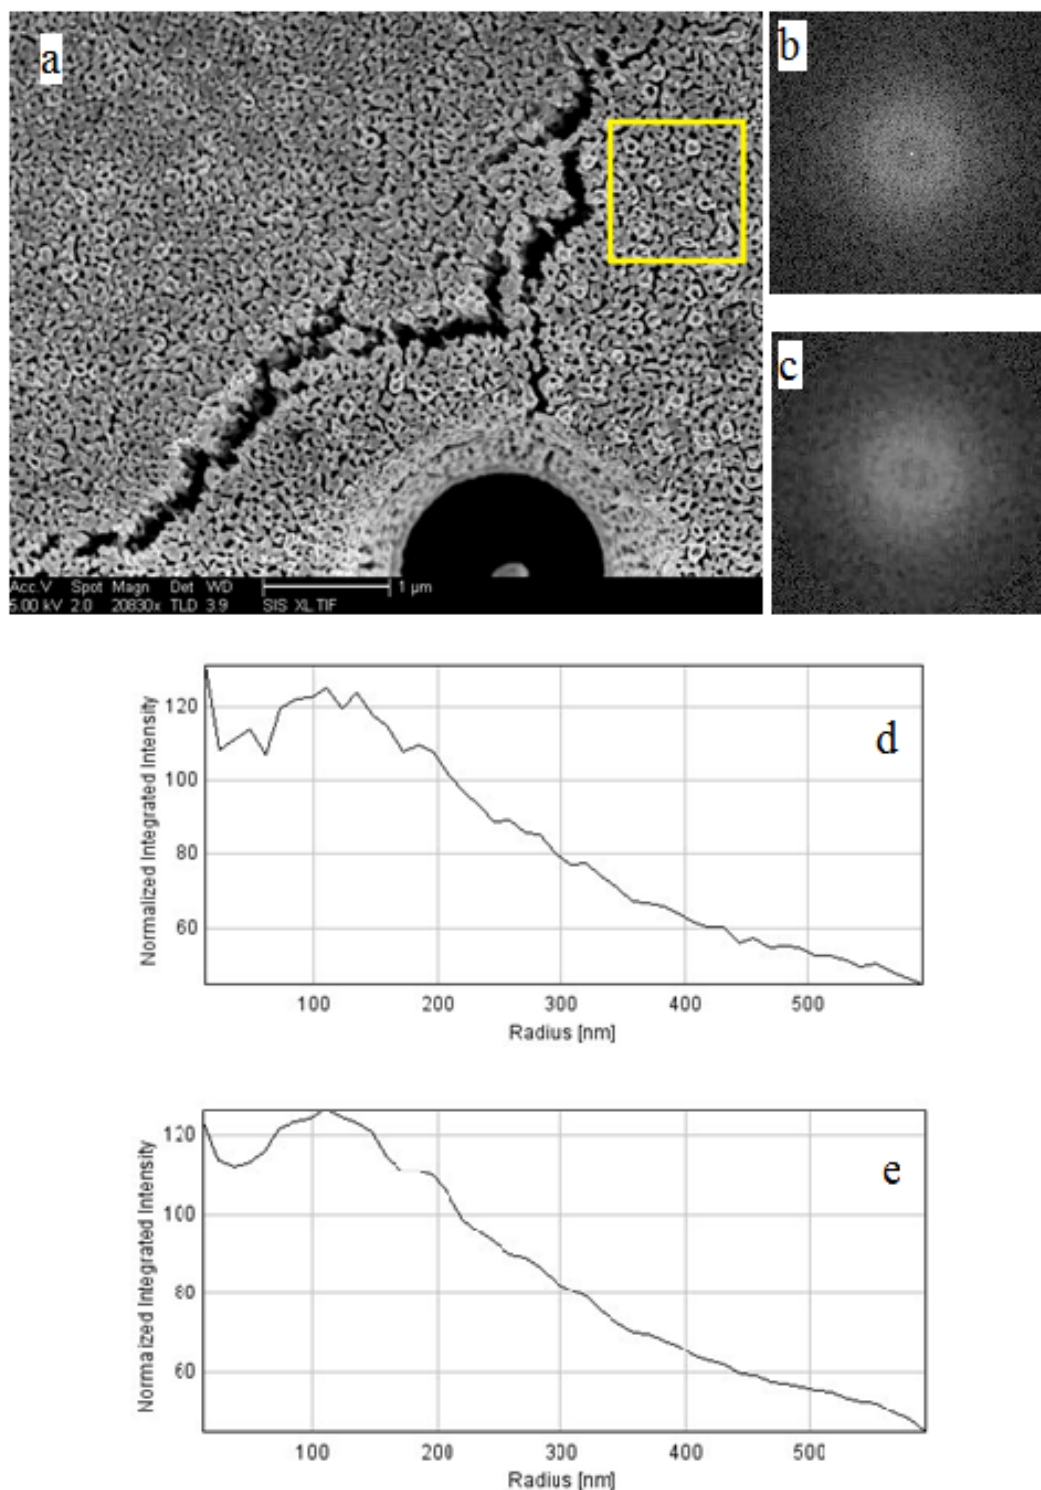 a
b
c
Acc.V Spot Magn Det WD 1 µm
5.00 kV 2.0 20830x TLD 3.9 SIS XL TIF
d
Normalized Integrated Intensity
120
100
80
60
100 200 300 400 500
Radius [nm]
e
Normalized Integrated Intensity
120
100
80
60
100 200 300 400 500
Radius [nm]